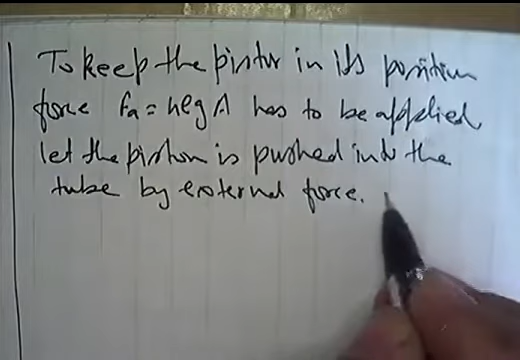 To keep the piston in its position
force Fa = hρg A has to be applied
let the piston is pushed into the
tube by external force.